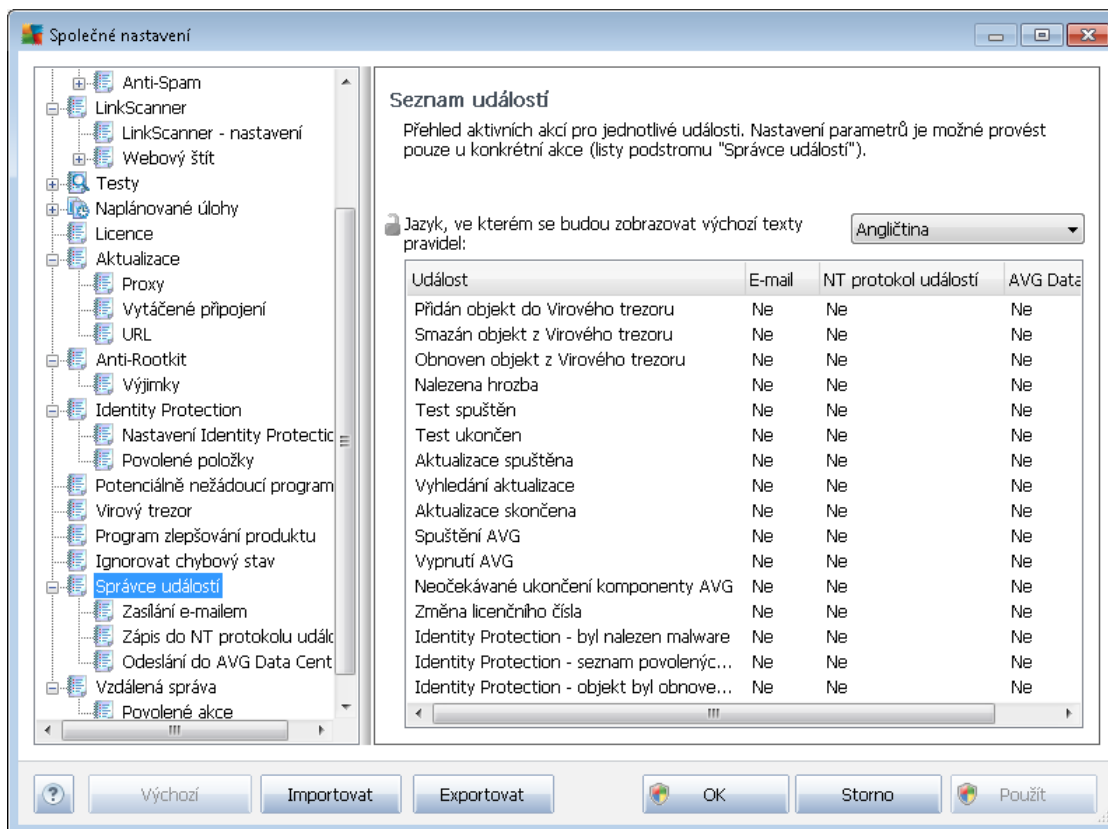 Společné nastavení
Anti-Spam
LinkScanner
LinkScanner - nastavení
Webový štít
Testy
Naplánované úlohy
Licence
Aktualizace
Proxy
Vytáčené připojení
URL
Anti-Rootkit
Výjimky
Identity Protection
Nastavení Identity Protectic
Povolené položky
Potenciálně nežádoucí program
Virový trezor
Program zlepšování produktu
Ignorovat chybový stav
Správce událostí
Zasílání e-mailem
Zápis do NT protokolu událc
Odeslání do AVG Data Cent
Vzdálená správa
Povolené akce
Seznam událostí
Přehled aktivních akcí pro jednotlivé události. Nastavení parametrů je možné provést
pouze u konkrétní akce (listy podstromu "Správce událostí").
Jazyk, ve kterém se budou zobrazovat výchozí texty
pravidel:
Angličtina
Událost E-mail NT protokol událostí AVG Data
Přidán objekt do Virového trezoru Ne Ne Ne
Smazán objekt z Virového trezoru Ne Ne Ne
Obnoven objekt z Virového trezoru Ne Ne Ne
Nalezena hrozba Ne Ne Ne
Test spuštěn Ne Ne Ne
Test ukončen Ne Ne Ne
Aktualizace spuštěna Ne Ne Ne
Vyhledání aktualizace Ne Ne Ne
Aktualizace skončena Ne Ne Ne
Spuštění AVG Ne Ne Ne
Vypnutí AVG Ne Ne Ne
Neočekávané ukončení komponenty AVG Ne Ne Ne
Změna licenčního čísla Ne Ne Ne
Identity Protection - byl nalezen malware Ne Ne Ne
Identity Protection - seznam povolenýc... Ne Ne Ne
Identity Protection - objekt byl obnove... Ne Ne Ne
? Výchozí Importovat Exportovat OK Storno Použít